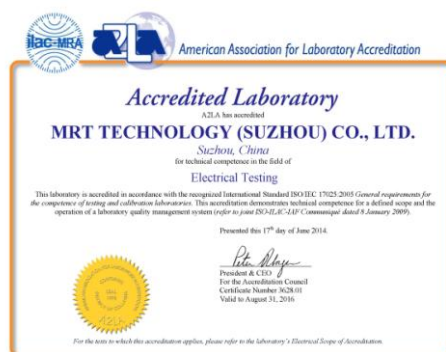 ilac-MRA
A2LA
American Association for Laboratory Accreditation
Accredited Laboratory
A2LA has accredited
MRT TECHNOLOGY (SUZHOU) CO., LTD.
Suzhou, China
for technical competence in the field of
Electrical Testing
This laboratory is accredited in accordance with the recognized International Standard ISO/IEC 17025:2005 General requirements for
the competence of testing and calibration laboratories. This accreditation demonstrates technical competence for a defined scope and the
operation of a laboratory quality management system (refer to joint ISO-ILAC-IAF Communiqué dated 8 January 2009).
Presented this 17th day of June 2014.
President & CEO
For the Accreditation Council
Certificate Number 3628.01
Valid to August 31, 2016
A2LA
For the tests to which this accreditation applies, please refer to the laboratory's Electrical Scope of Accreditation.